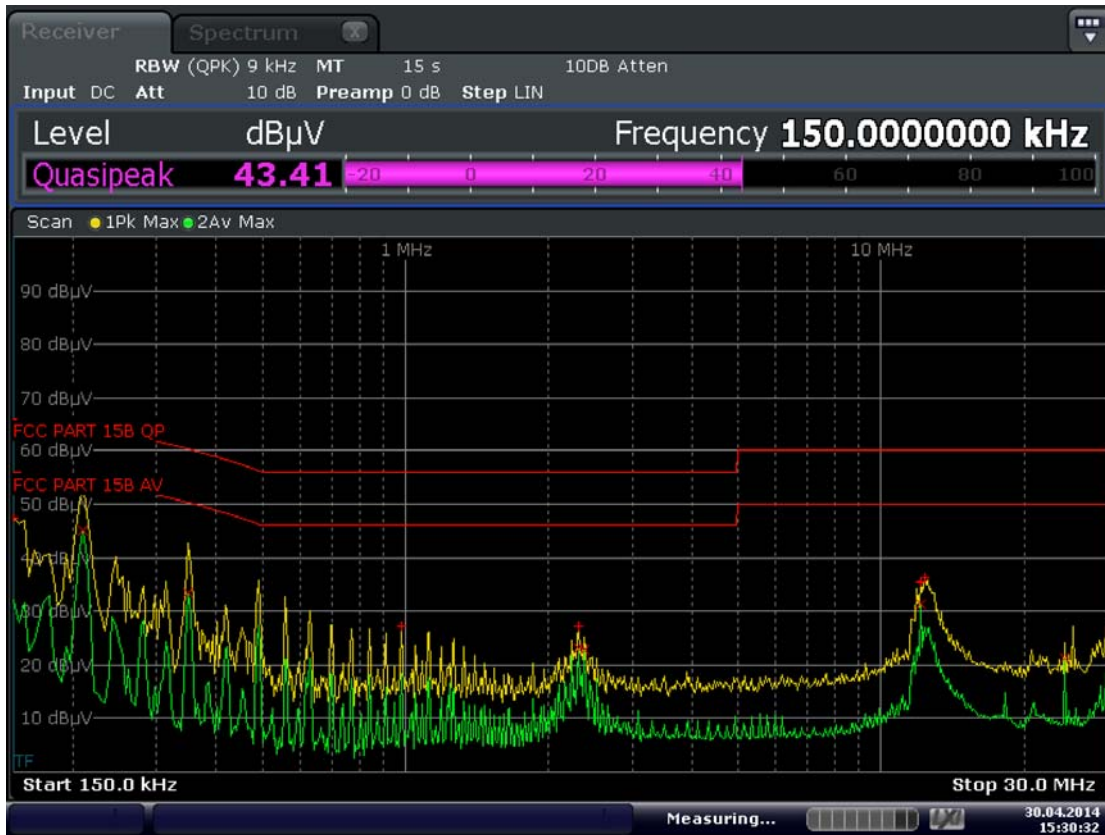 Receiver Spectrum X
RBW (QPK) 9 kHz MT 15 s 10DB Atten
Input DC Att 10 dB Preamp 0 dB Step LIN
Level dBµV Frequency 150.0000000 kHz
Quasipeak 43.41 -20 0 20 40 60 80 100
Scan 1Pk Max 2Av Max
1 MHz 10 MHz
90 dBµV
80 dBµV
70 dBµV
FCC PART 15B QP
60 dBµV
FCC PART 15B AV
50 dBµV
40 dBµV
30 dBµV
20 dBµV
10 dBµV
TF
Start 150.0 kHz Stop 30.0 MHz
Measuring... LXI 30.04.2014
15:30:32